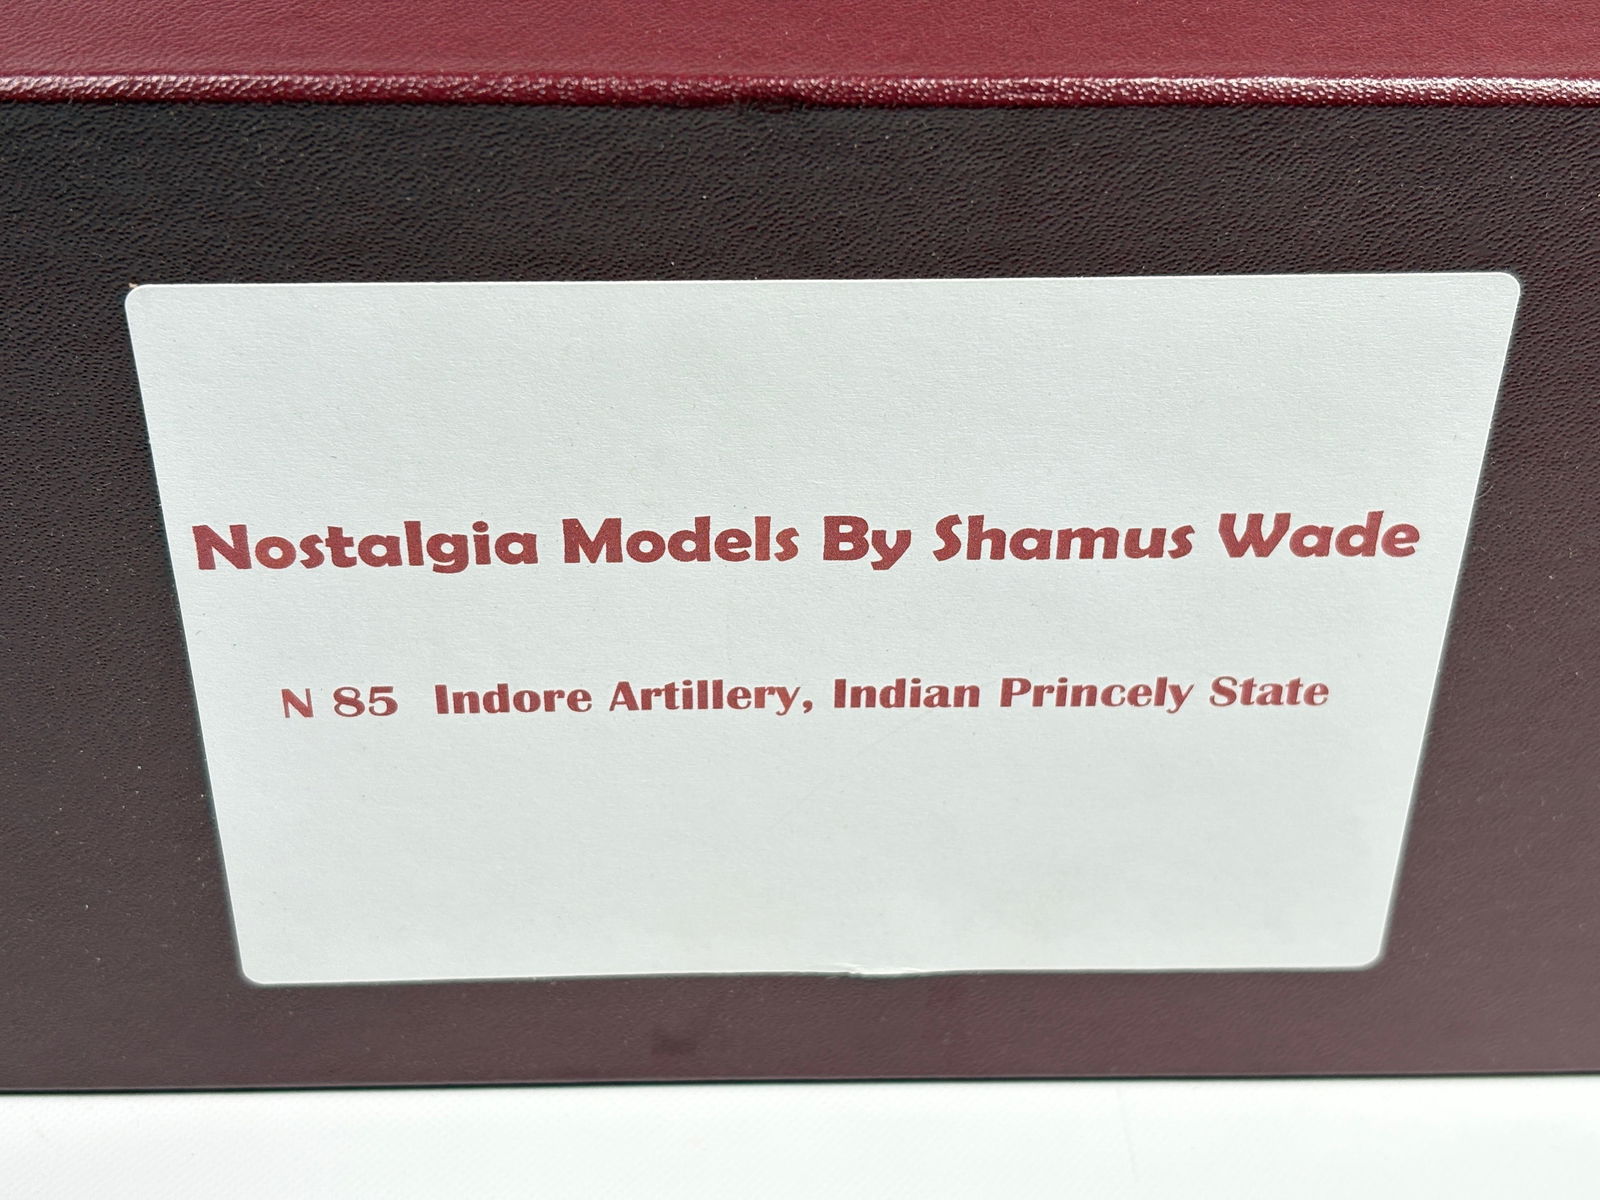 Nostalgia Models By Shamus Wade
N 85 Indore Artillery, Indian Princely State